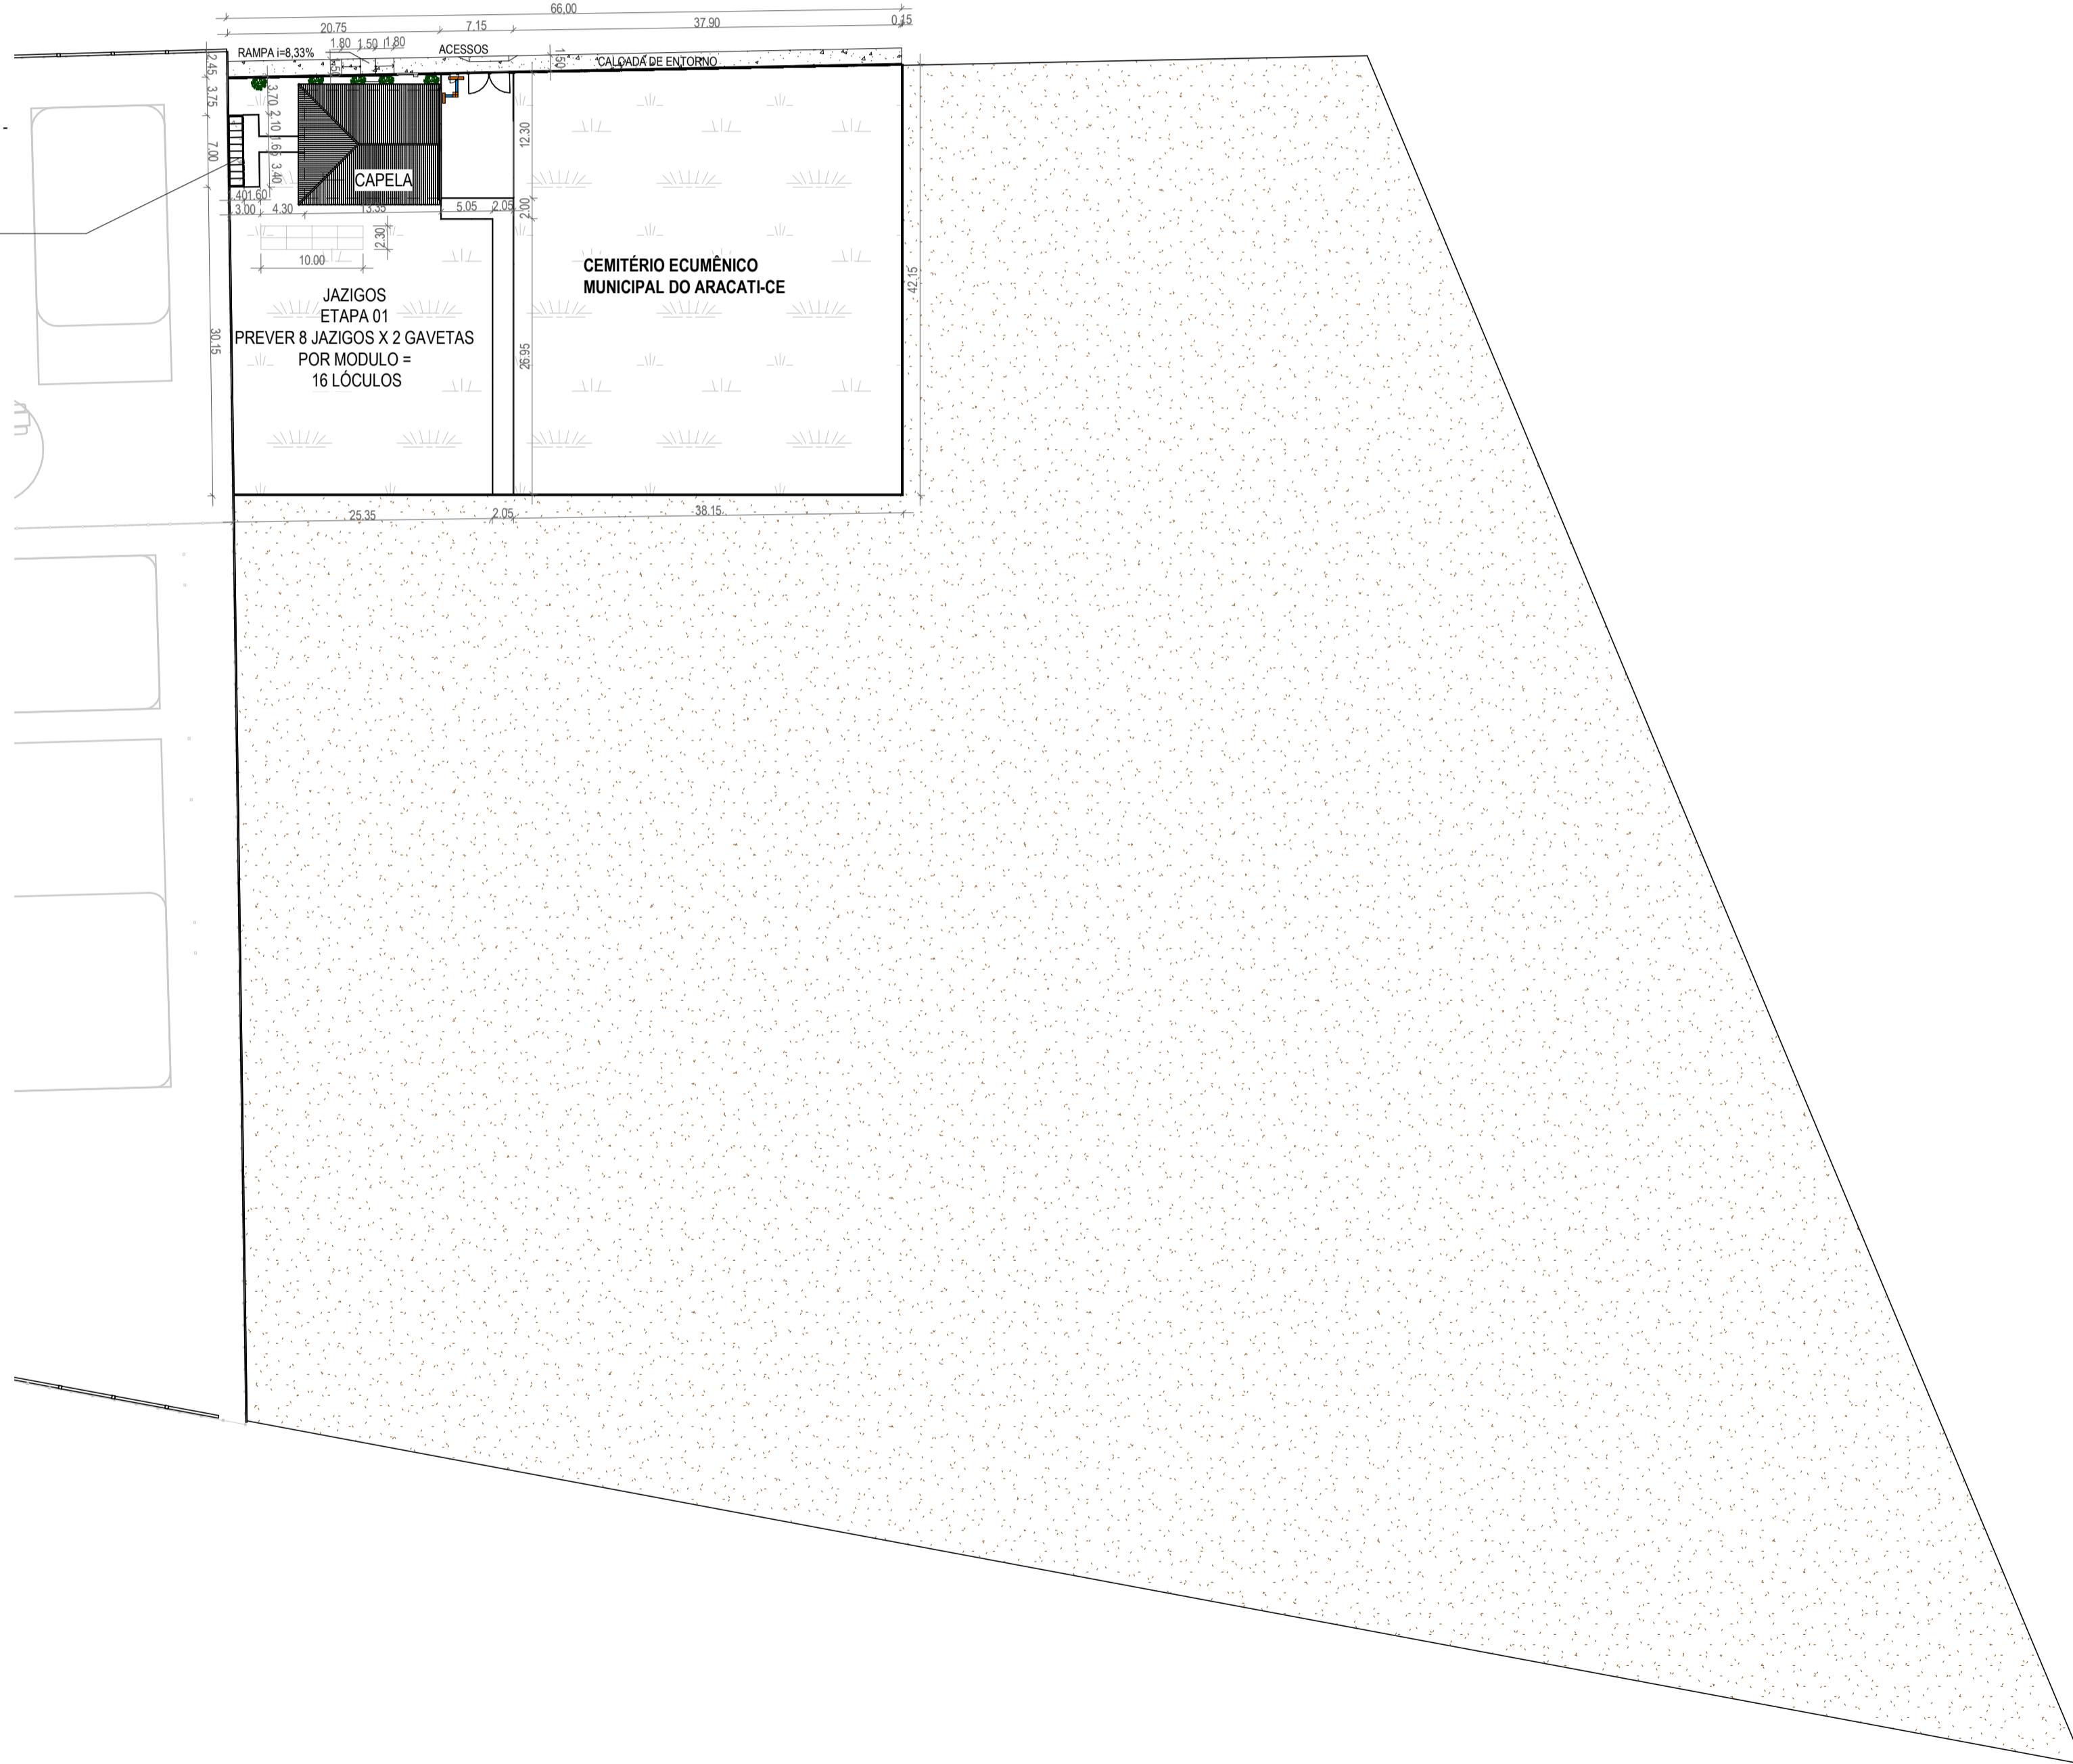 66.00
20.75
7.15
37.90
0.15
1.80
1.50
1.80
RAMPA i=8,33%
ACESSOS
CALÇADA DE ENTORNO
1.50
2.45
3.75
3.70
2.10
1.65
3.40
7.00
12.30
CAPELA
1.60
3.00
4.30
13.35
5.05
2.05
2.00
2.30
10.00
CEMITÉRIO ECUMÊNICO
MUNICIPAL DO ARACATI-CE
42.15
JAZIGOS
ETAPA 01
PREVER 8 JAZIGOS X 2 GAVETAS
POR MODULO =
16 LÓCULOS
30.15
26.95
25.35
2.05
38.15